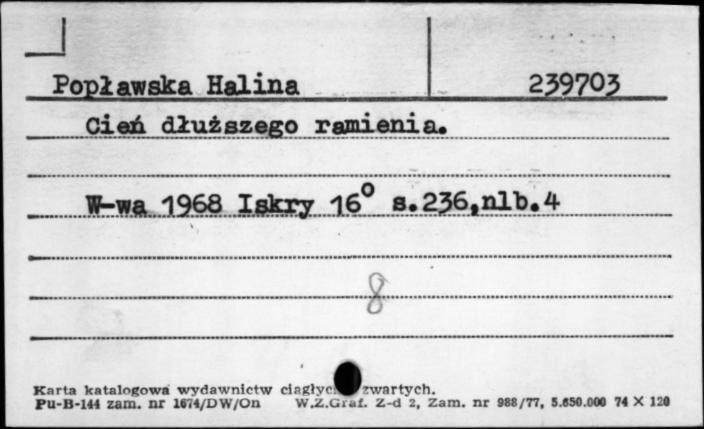 Popławska Halina 239703
Cień dłuższego ramienia.
W-wa 1968 Iskry 16° s.236,nlb.4
8
Karta katalogowa wydawnictw zwartych.
Pu-B-144 zam. nr 1674/DW/On W.Z.Graf. Z-d 2, Zam. nr 988/77, 5.650.000 74 X 120